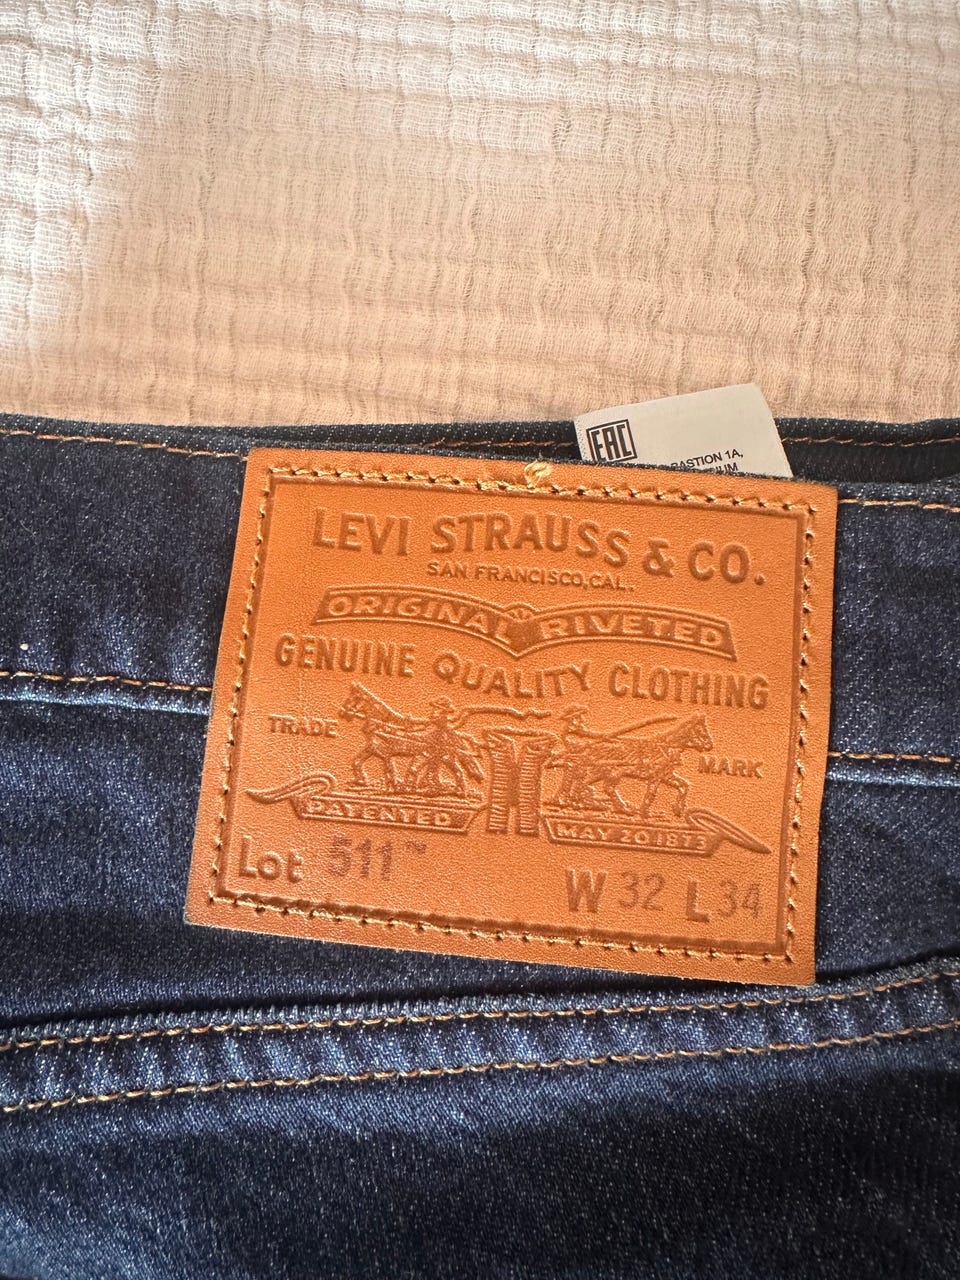 EAC
BASTION 1A,
LEVI STRAUSS & CO.
SAN FRANCISCO, CAL.
ORIGINAL RIVETED
GENUINE QUALITY CLOTHING
TRADE MARK
PATENTED MAY 20 1873
Lot 511™ W 32 L 34